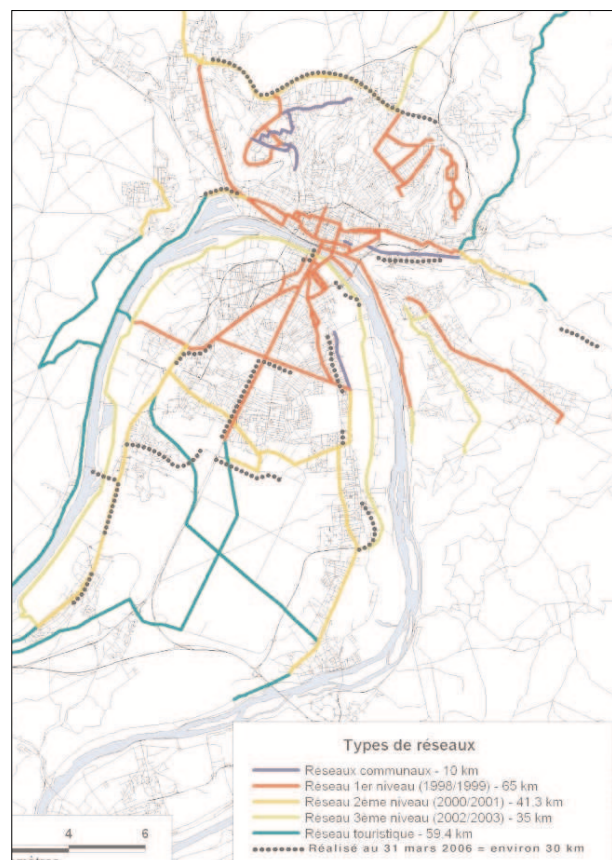 Types de réseaux
Réseaux communaux - 10 km
Réseau 1er niveau (1998/1999) - 65 km
Réseau 2ème niveau (2000/2001) - 41.3 km
Réseau 3ème niveau (2002/2003) - 35 km
Réseau touristique - 59.4 km
Réalisé au 31 mars 2006 = environ 30 km
4 6